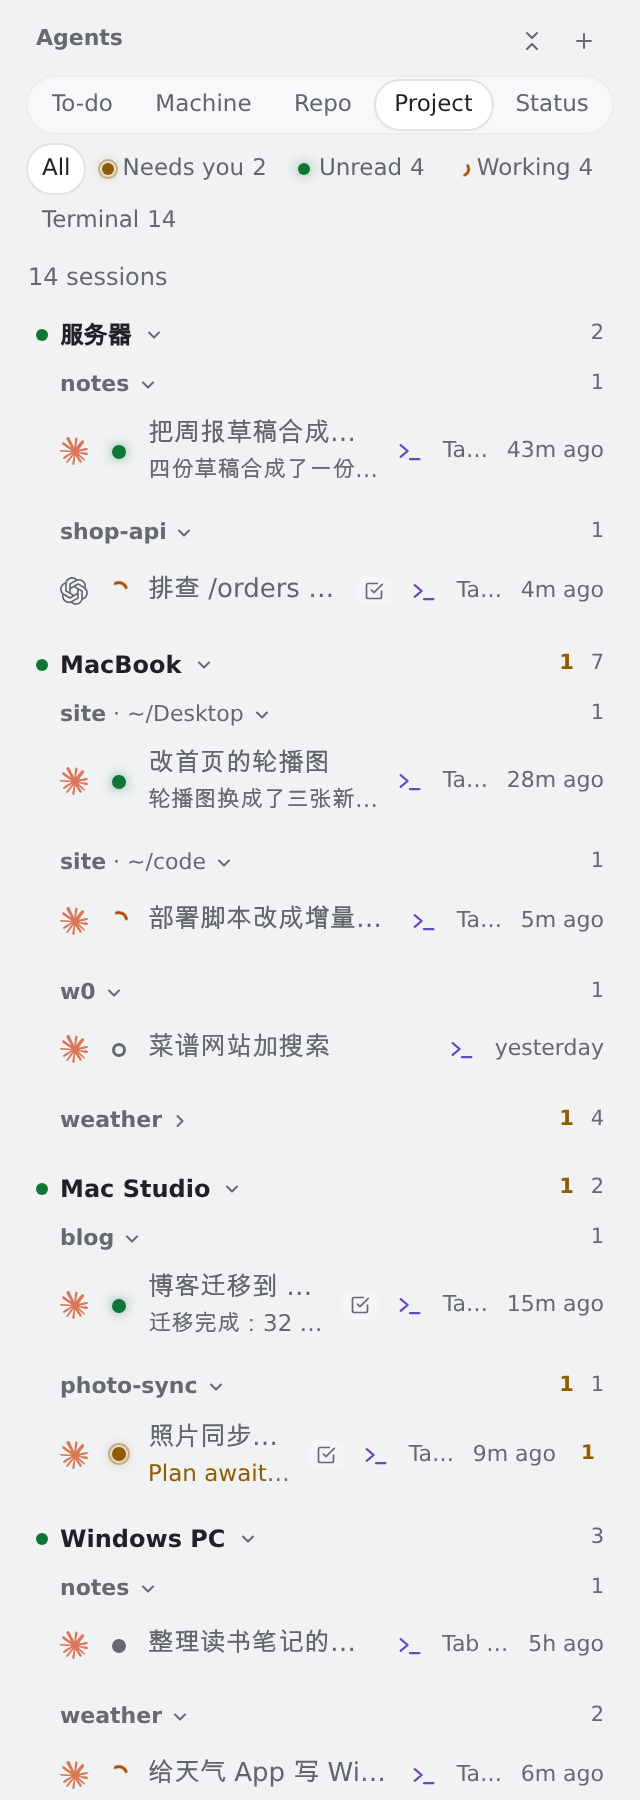 Agents
To-do Machine Repo Project Status
All Needs you 2 Unread 4 Working 4
Terminal 14
14 sessions
服务器 2
notes 1
把周报草稿合成… Ta… 43m ago
四份草稿合成了一份…
shop-api 1
排查 /orders … Ta… 4m ago
MacBook 1 7
site · ~/Desktop 1
改首页的轮播图 Ta… 28m ago
轮播图换成了三张新…
site · ~/code 1
部署脚本改成增量… Ta… 5m ago
w0 1
菜谱网站加搜索 yesterday
weather 1 4
Mac Studio 1 2
blog 1
博客迁移到 … Ta… 15m ago
迁移完成：32 …
photo-sync 1 1
照片同步… Ta… 9m ago 1
Plan await…
Windows PC 3
notes 1
整理读书笔记的… Tab … 5h ago
weather 2
给天气 App 写 Wi… Ta… 6m ago